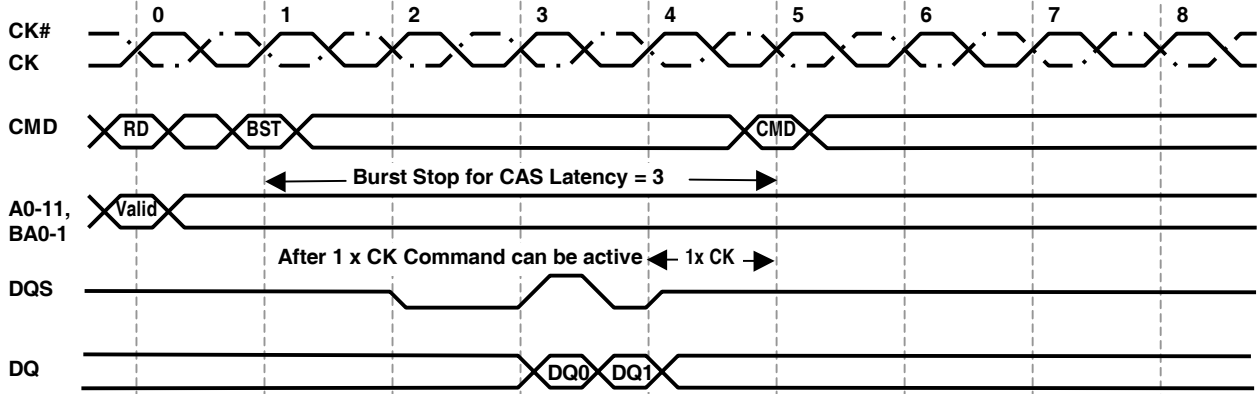 0 1 2 3 4 5 6 7 8
CK#
CK
CMD RD BST CMD
Burst Stop for CAS Latency = 3
A0-11, Valid
BA0-1
After 1 x CK Command can be active 1x CK
DQS
DQ DQ0 DQ1